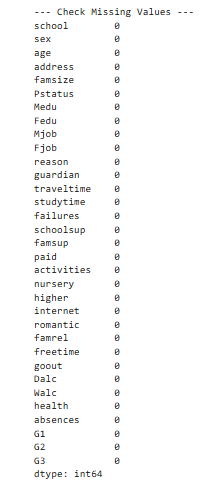 --- Check Missing Values ---
school 0
sex 0
age 0
address 0
famsize 0
Pstatus 0
Medu 0
Fedu 0
Mjob 0
Fjob 0
reason 0
guardian 0
traveltime 0
studytime 0
failures 0
schoolsup 0
famsup 0
paid 0
activities 0
nursery 0
higher 0
internet 0
romantic 0
famrel 0
freetime 0
goout 0
Dalc 0
Walc 0
health 0
absences 0
G1 0
G2 0
G3 0
dtype: int64